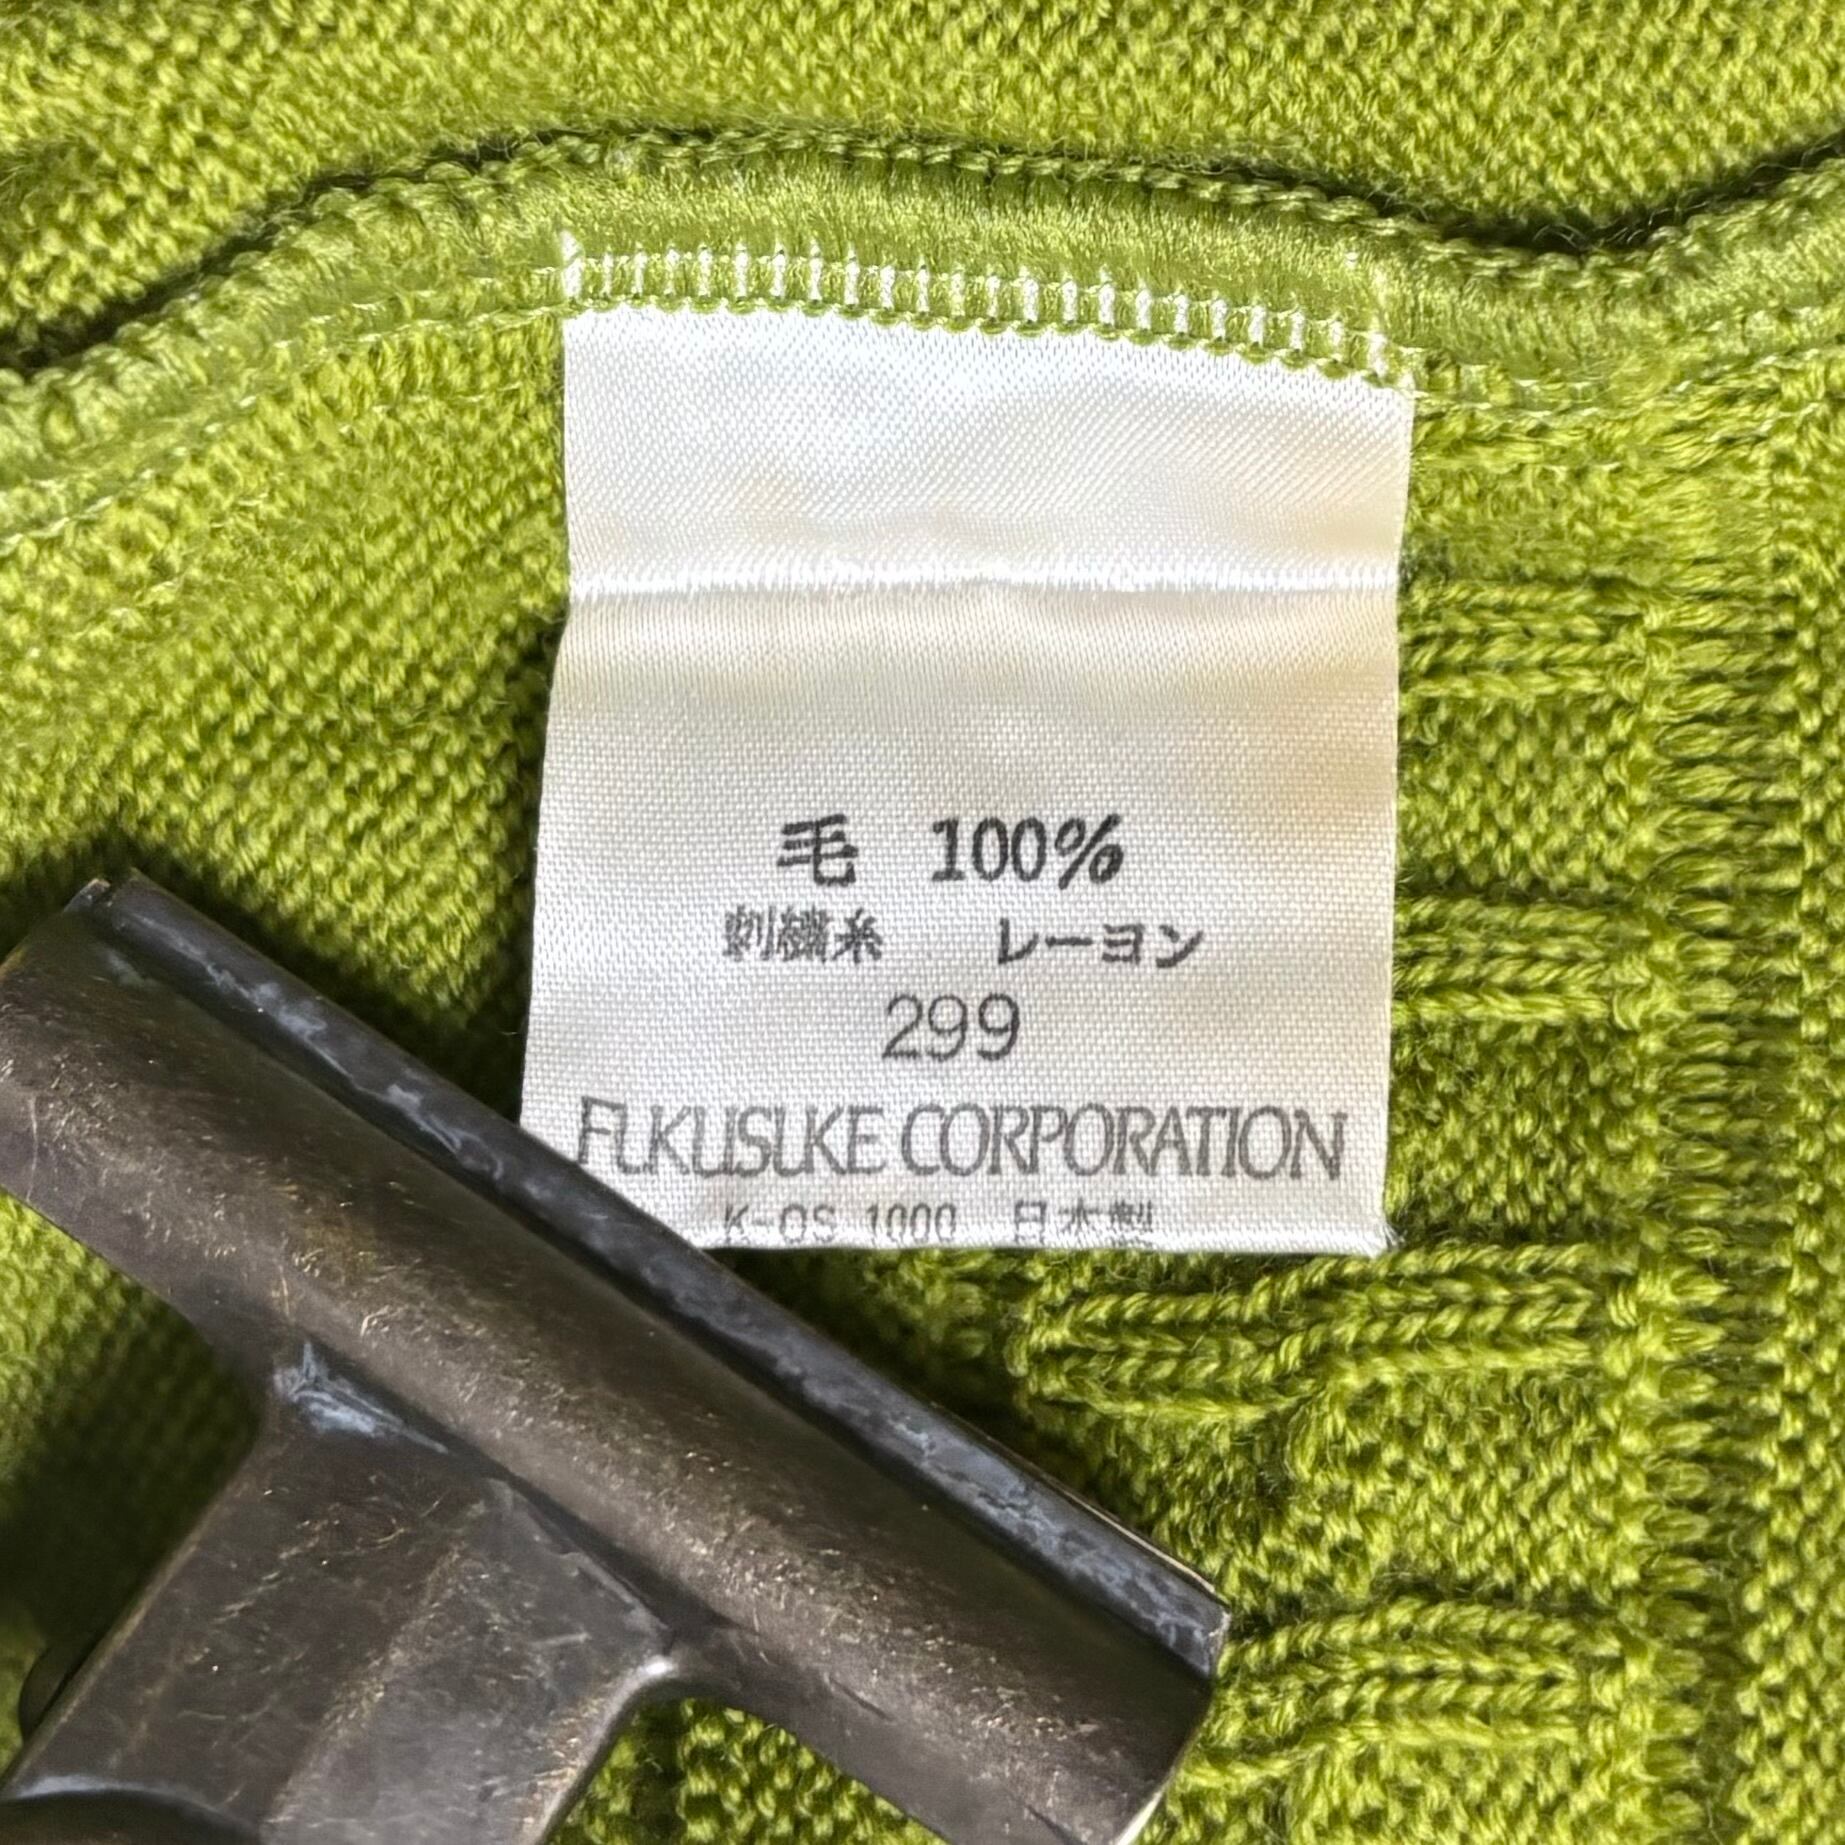 毛 100%
刺繍糸 レーヨン
299
FUKUSUKE CORPORATION
K-OS 1000 日本製